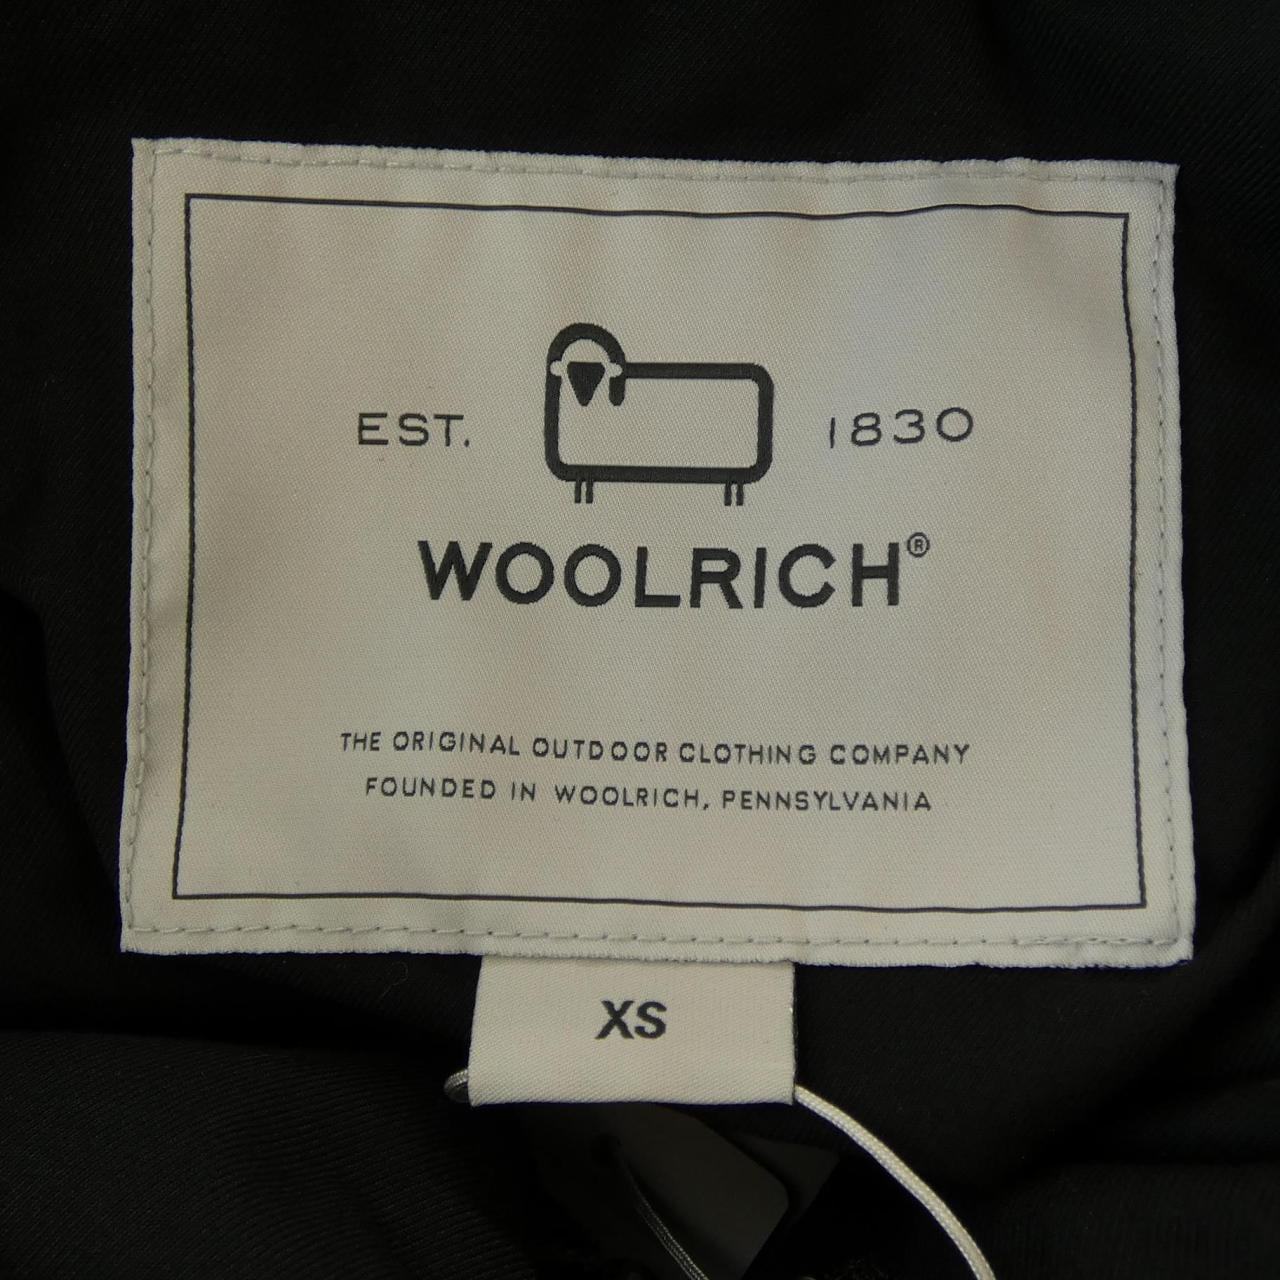 EST. 1830
WOOLRICH®
THE ORIGINAL OUTDOOR CLOTHING COMPANY
FOUNDED IN WOOLRICH, PENNSYLVANIA
XS